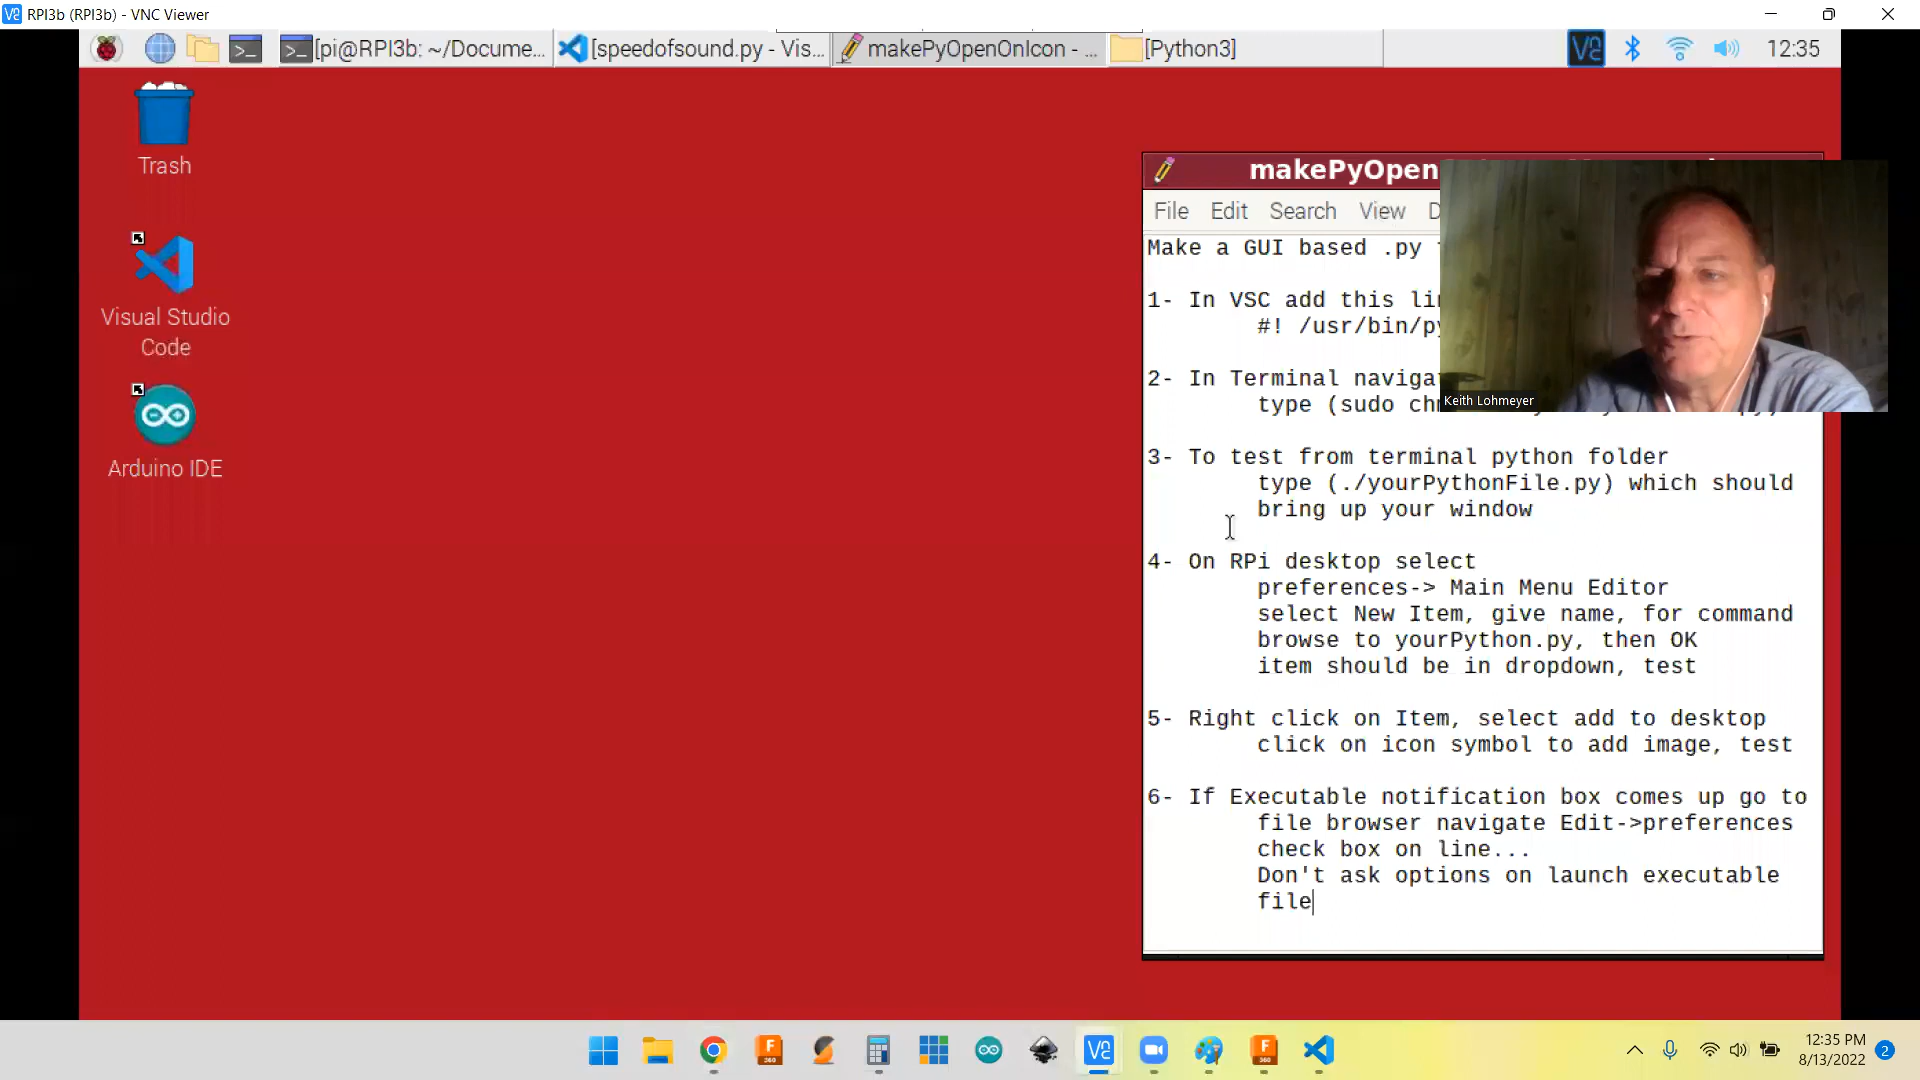 RPI3b (RPI3b) - VNC Viewer
[pi@RPI3b: ~/Docume...
[speedofsound.py - Vis...
makePyOpenOnIcon - ...
[Python3]
12:35
Trash
Visual Studio
Code
Arduino IDE
makePyOpen
File Edit Search View
Make a GUI based .py
1- In VSC add this
#! /usr/bin/
2- In Terminal
type (sudo
Keith Lohmeyer
3- To test from terminal python folder
type (./yourPythonFile.py) which should
bring up your window
4- On RPi desktop select
preferences-> Main Menu Editor
select New Item, give name, for command
browse to yourPython.py, then OK
item should be in dropdown, test
5- Right click on Item, select add to desktop
click on icon symbol to add image, test
6- If Executable notification box comes up go to
file browser navigate Edit->preferences
check box on line...
Don't ask options on launch executable
file
12:35 PM
8/13/2022
2